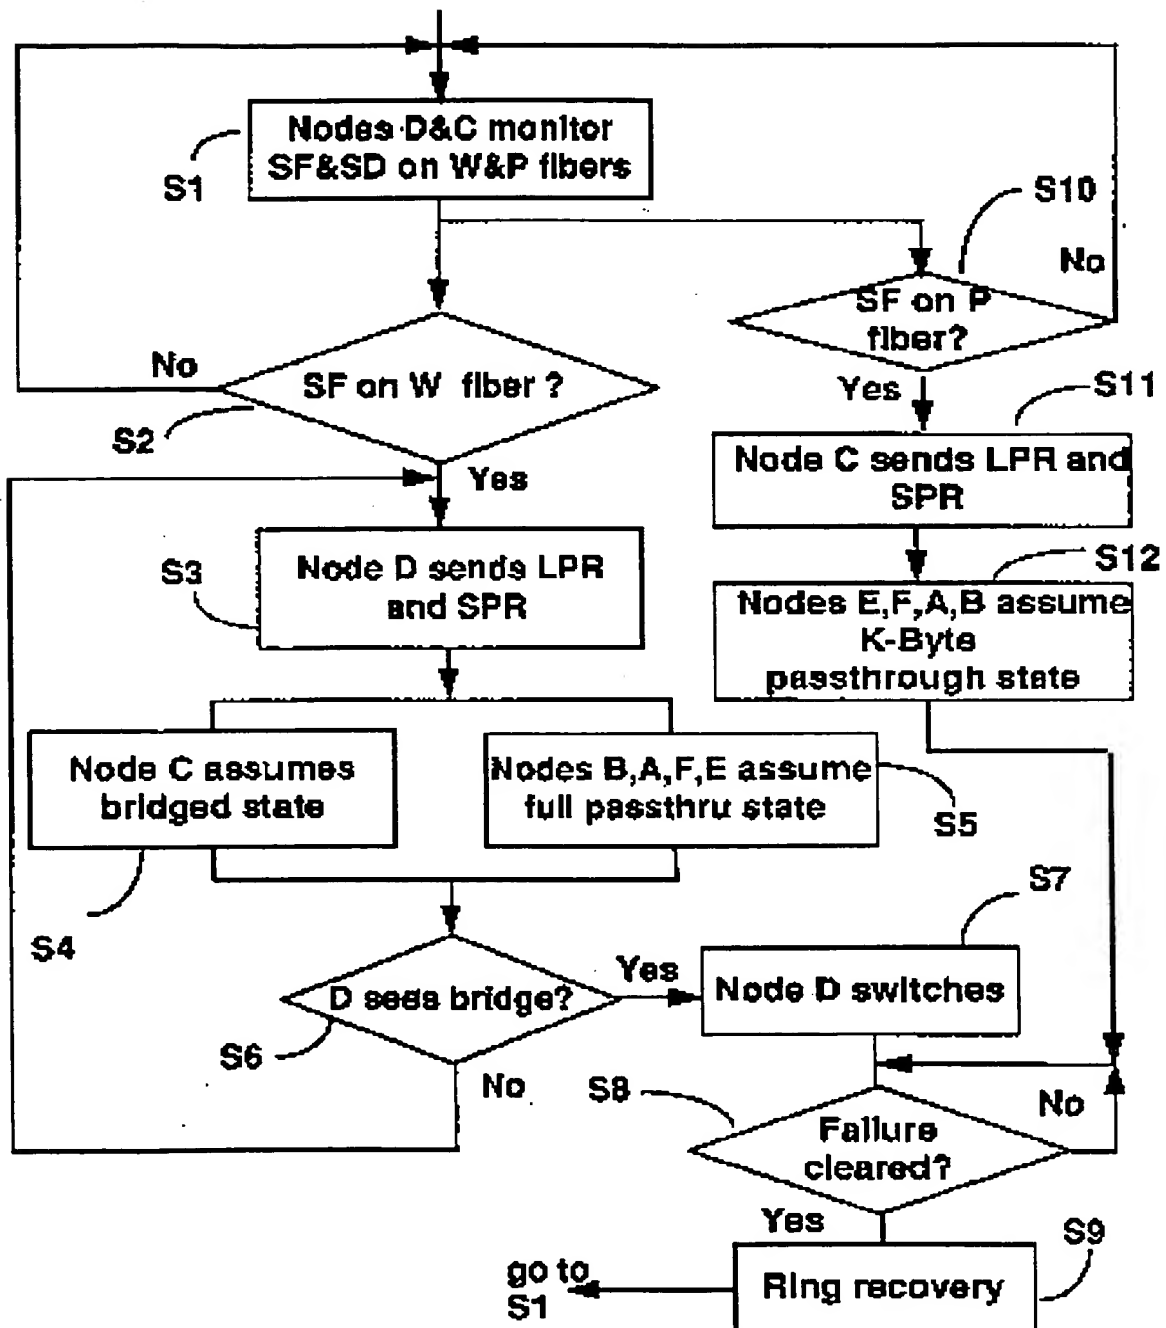 Nodes D&C monitor
SF&SD on W&P fibers
S1
S10
No
SF on P
fiber?
No
SF on W fiber ?
Yes
S11
S2
Yes
Node C sends LPR and
SPR
S3
Node D sends LPR
and SPR
S12
Nodes E,F,A,B assume
K-Byte
passthrough state
Node C assumes
bridged state
Nodes B,A,F,E assume
full passthru state
S5
S4
S7
D sees bridge?
Yes
Node D switches
S6
No
S8
No
Failure
cleared?
Yes
S9
go to
S1
Ring recovery